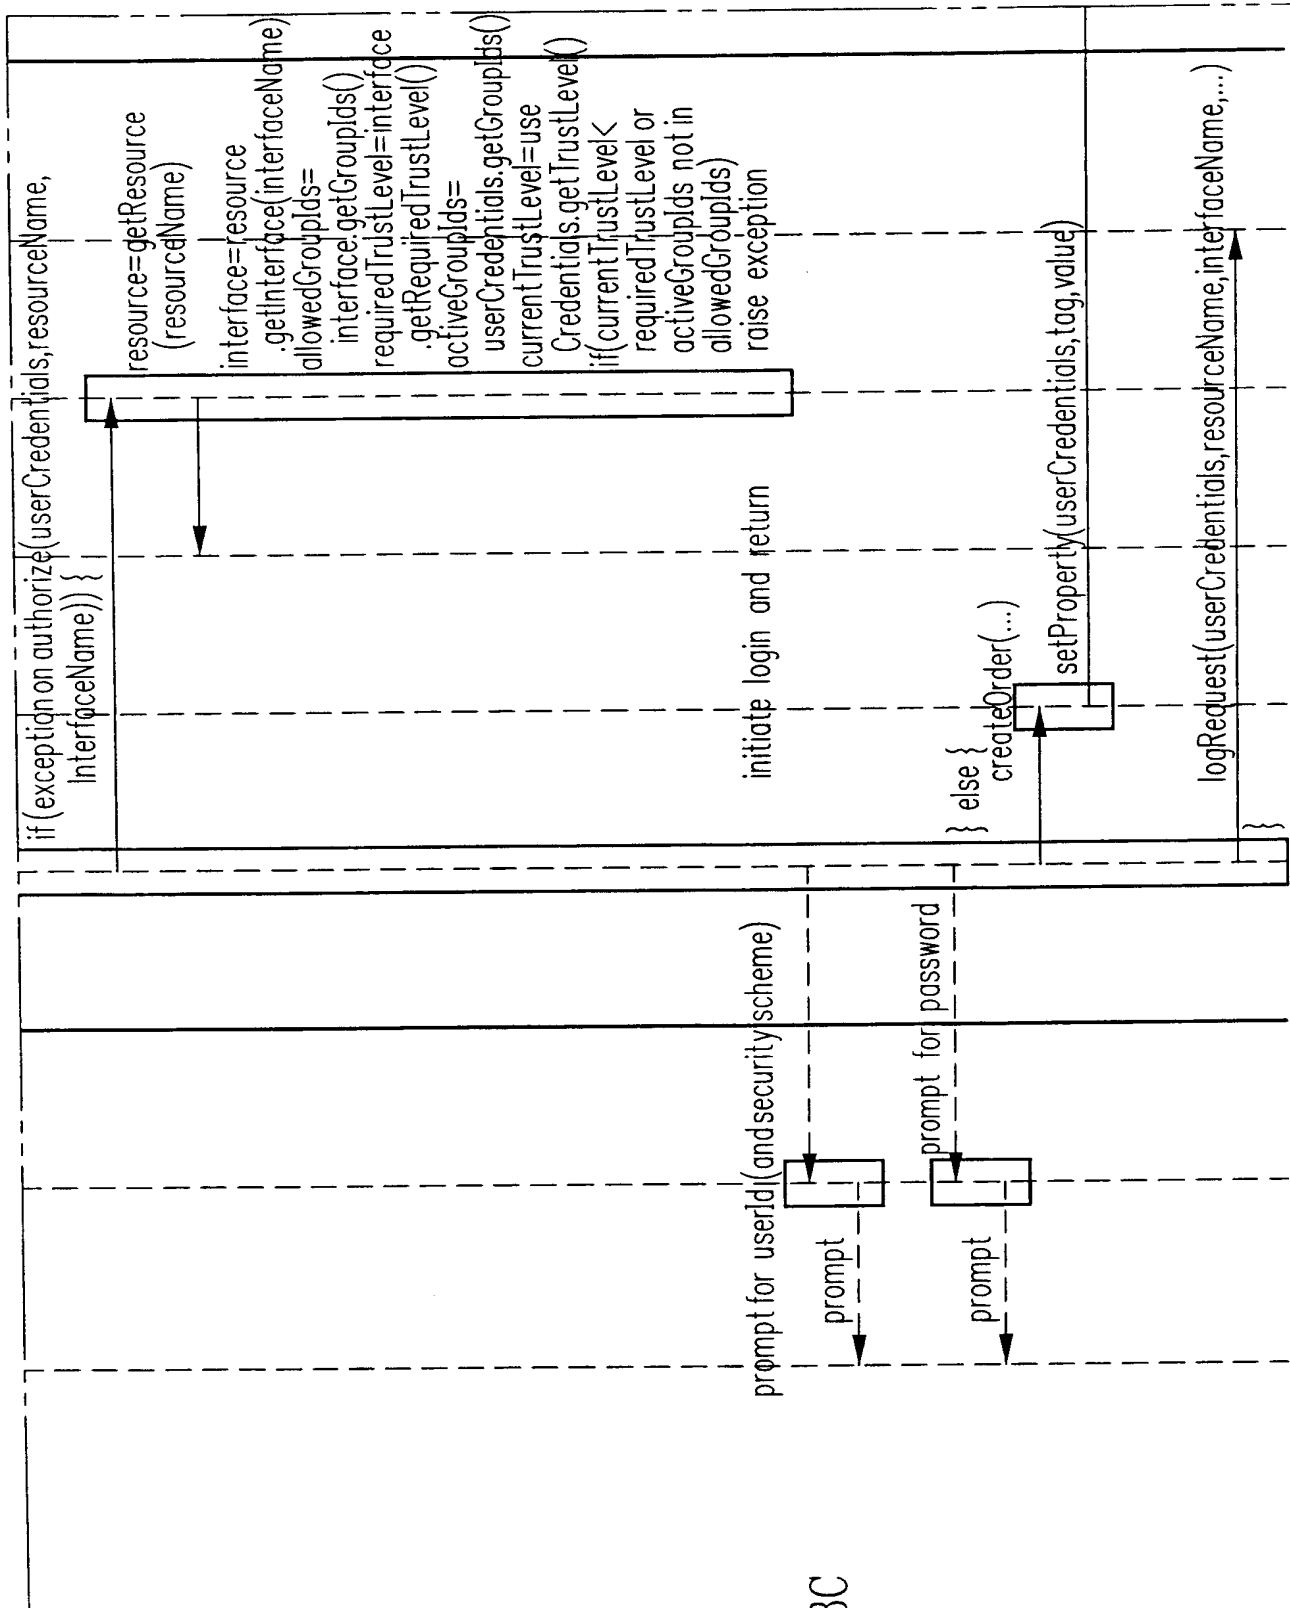 if(exception on authorize(userCredentials,resourceName,
InterfaceName)) {
resource=getResource
(resourceName)
interface=resource
.getInterface(interfaceName)
allowedGroupIds=
interface.getGroupIds()
requiredTrustLevel=interface
.getRequiredTrustLevel()
activeGroupIds=
userCredentials.getGroupIds()
currentTrustLevel=use
Credentials.getTrustLevel()
if(currentTrustLevel<
requiredTrustLevel or
activeGroupIds not in
allowedGroupIds)
raise exception
initiate login and return
prompt for userId (andsecurity scheme)
prompt
} else {
createOrder(...)
prompt for password
prompt
setProperty(userCredentials,tag,value)
logRequest(userCredentials,resourceName,interfaceName,...)
}